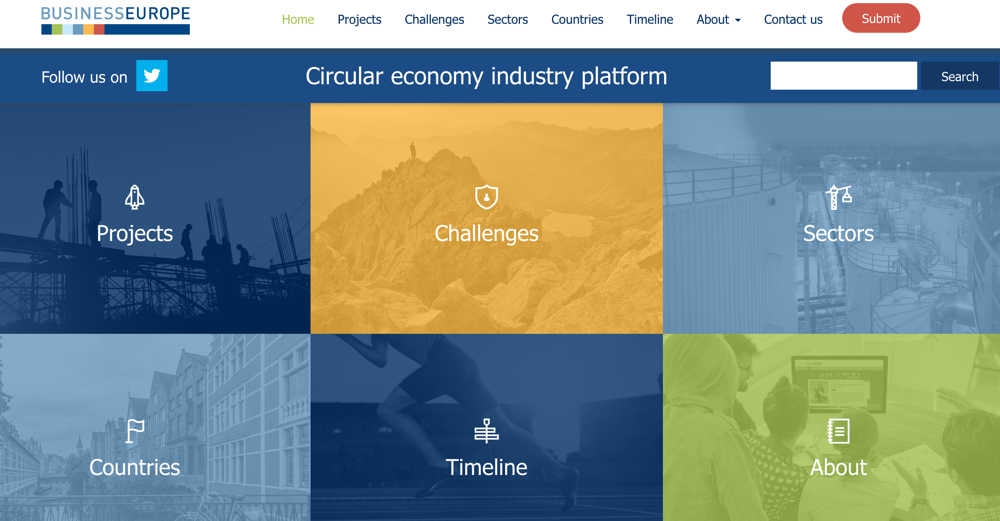 BUSINESSEUROPE
Home Projects Challenges Sectors Countries Timeline About Contact us Submit
Follow us on
Circular economy industry platform
Search
Projects
Challenges
Sectors
Countries
Timeline
About